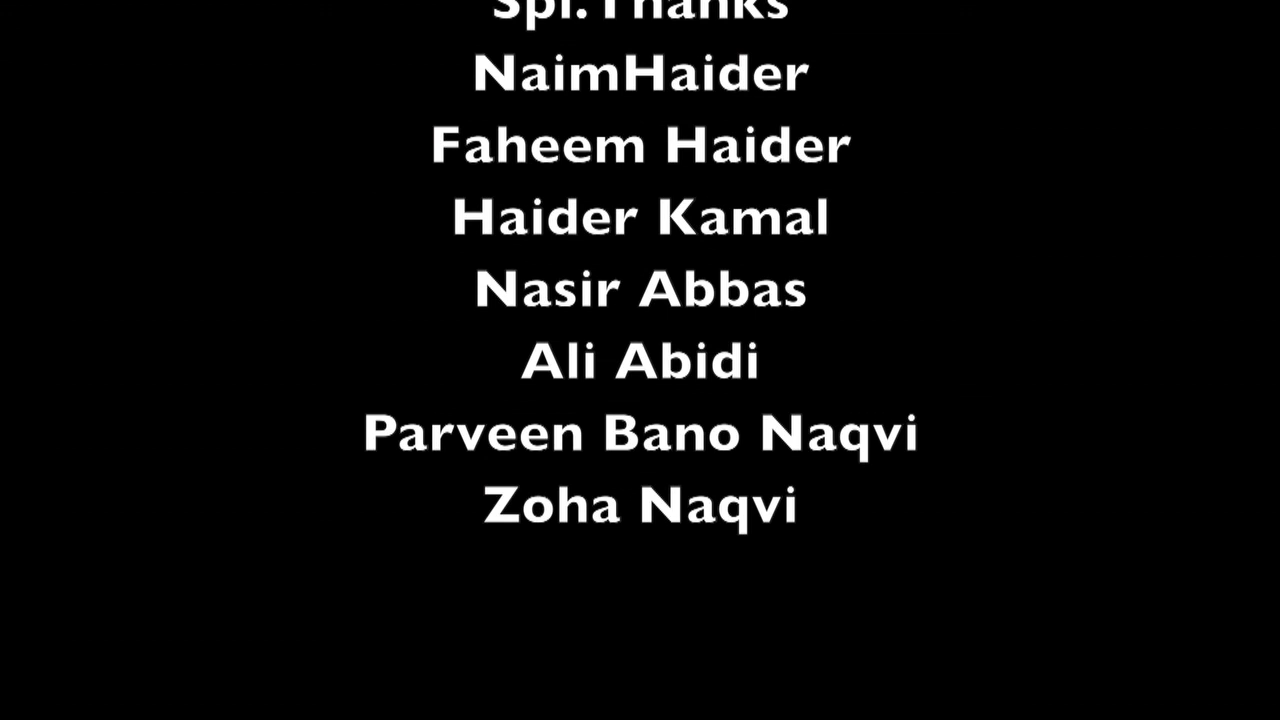 Spl. Thanks
NaimHaider
Faheem Haider
Haider Kamal
Nasir Abbas
Ali Abidi
Parveen Bano Naqvi
Zoha Naqvi